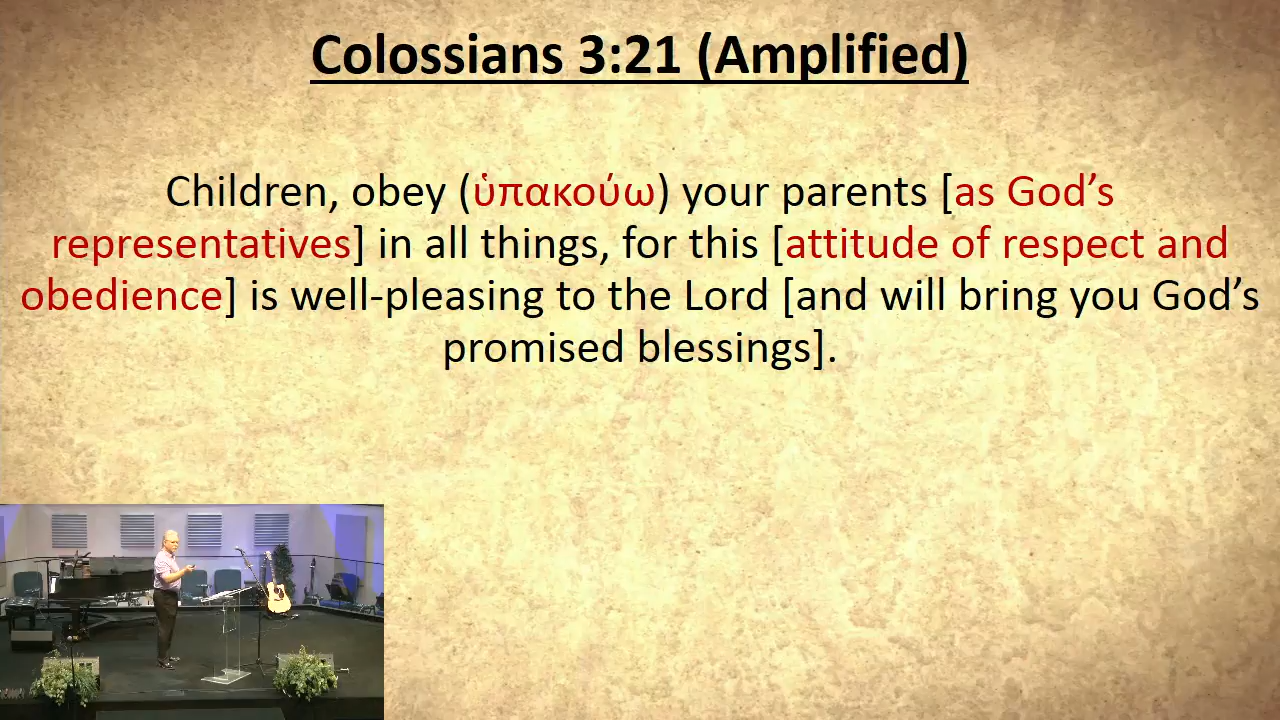 Colossians 3:21 (Amplified)
Children, obey (ὑπακούω) your parents [as God’s
representatives] in all things, for this [attitude of respect and
obedience] is well-pleasing to the Lord [and will bring you God’s
promised blessings].